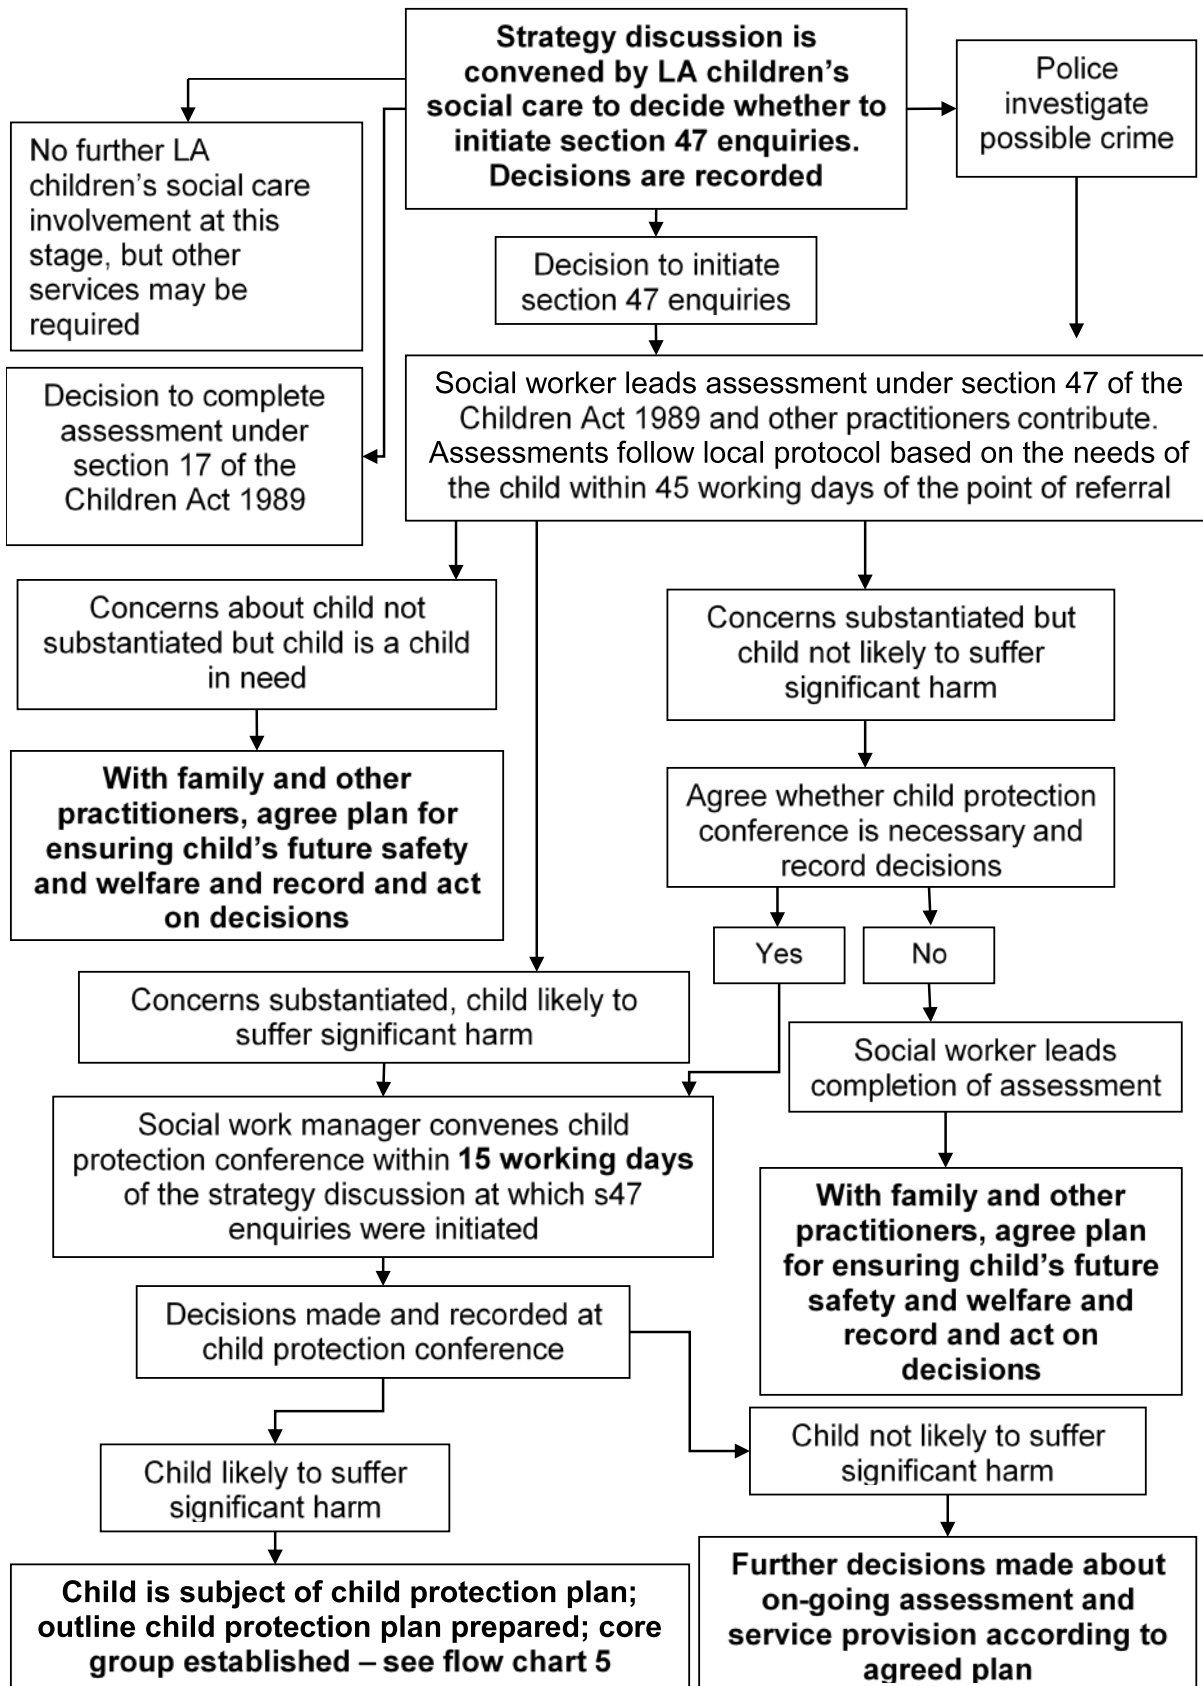 Strategy discussion is
convened by LA children’s
social care to decide whether to
initiate section 47 enquiries.
Decisions are recorded
Police
investigate
possible crime
No further LA
children’s social care
involvement at this
stage, but other
services may be
required
Decision to initiate
section 47 enquiries
Decision to complete
assessment under
section 17 of the
Children Act 1989
Social worker leads assessment under section 47 of the
Children Act 1989 and other practitioners contribute.
Assessments follow local protocol based on the needs of
the child within 45 working days of the point of referral
Concerns about child not
substantiated but child is a child
in need
Concerns substantiated but
child not likely to suffer
significant harm
With family and other
practitioners, agree plan for
ensuring child’s future safety
and welfare and record and act
on decisions
Agree whether child protection
conference is necessary and
record decisions
Yes
No
Concerns substantiated, child likely to
suffer significant harm
Social worker leads
completion of assessment
Social work manager convenes child
protection conference within 15 working days
of the strategy discussion at which s47
enquiries were initiated
With family and other
practitioners, agree plan
for ensuring child’s future
safety and welfare and
record and act on
decisions
Decisions made and recorded at
child protection conference
Child likely to suffer
significant harm
Child not likely to suffer
significant harm
Child is subject of child protection plan;
outline child protection plan prepared; core
group established – see flow chart 5
Further decisions made about
on-going assessment and
service provision according to
agreed plan